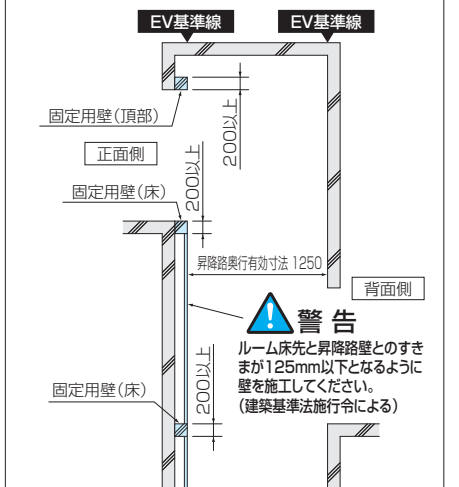 EV基準線
EV基準線
固定用壁(頂部)
200以上
正面側
200以上
固定用壁(床)
昇降路奥行有効寸法 1250
背面側
警告
ルーム床先と昇降路壁とのすき
まが125mm以下となるように
壁を施工してください。
(建築基準法施行令による)
200以上
固定用壁(床)